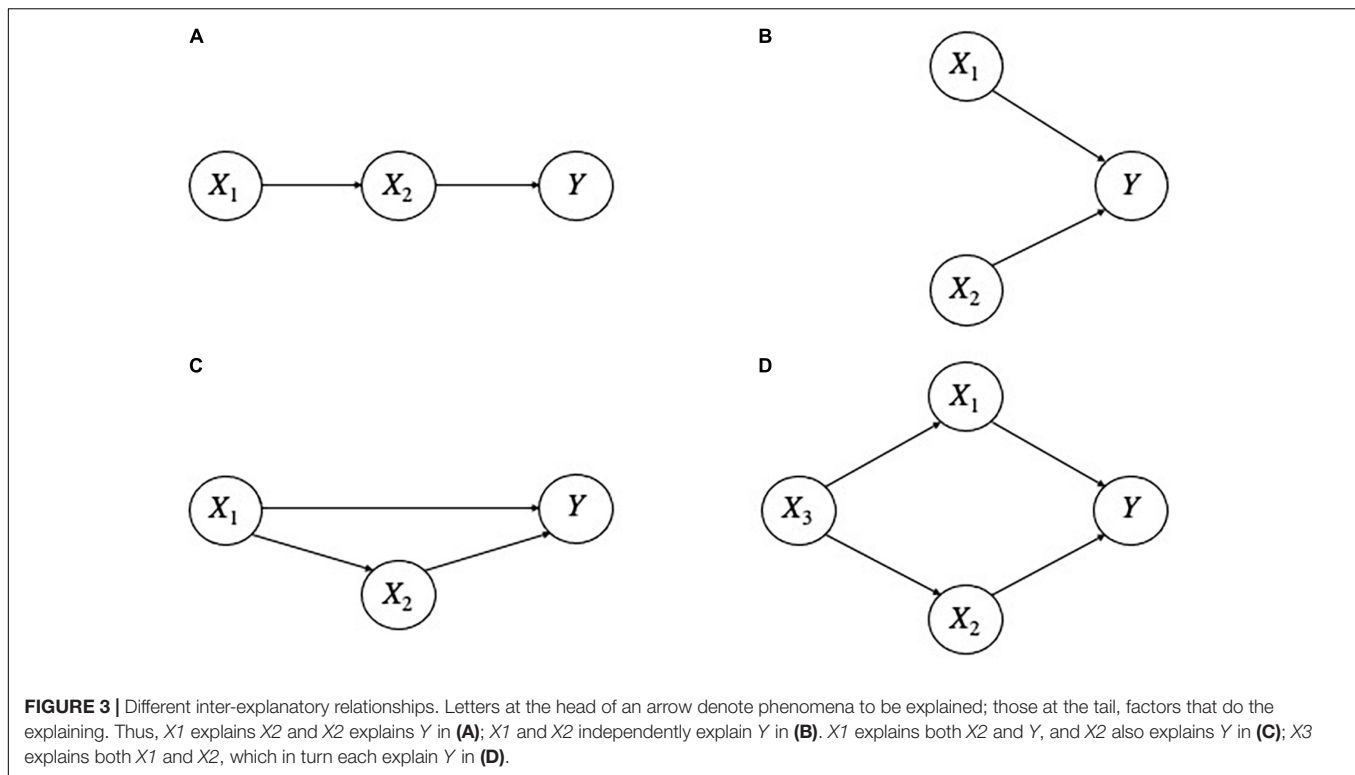 A
X1
X2
Y
B
X1
X2
Y
C
X1
X2
Y
D
X1
X3
X2
Y
FIGURE 3 | Different inter-explanatory relationships. Letters at the head of an arrow denote phenomena to be explained; those at the tail, factors that do the
explaining. Thus, X1 explains X2 and X2 explains Y in (A); X1 and X2 independently explain Y in (B). X1 explains both X2 and Y, and X2 also explains Y in (C); X3
explains both X1 and X2, which in turn each explain Y in (D).